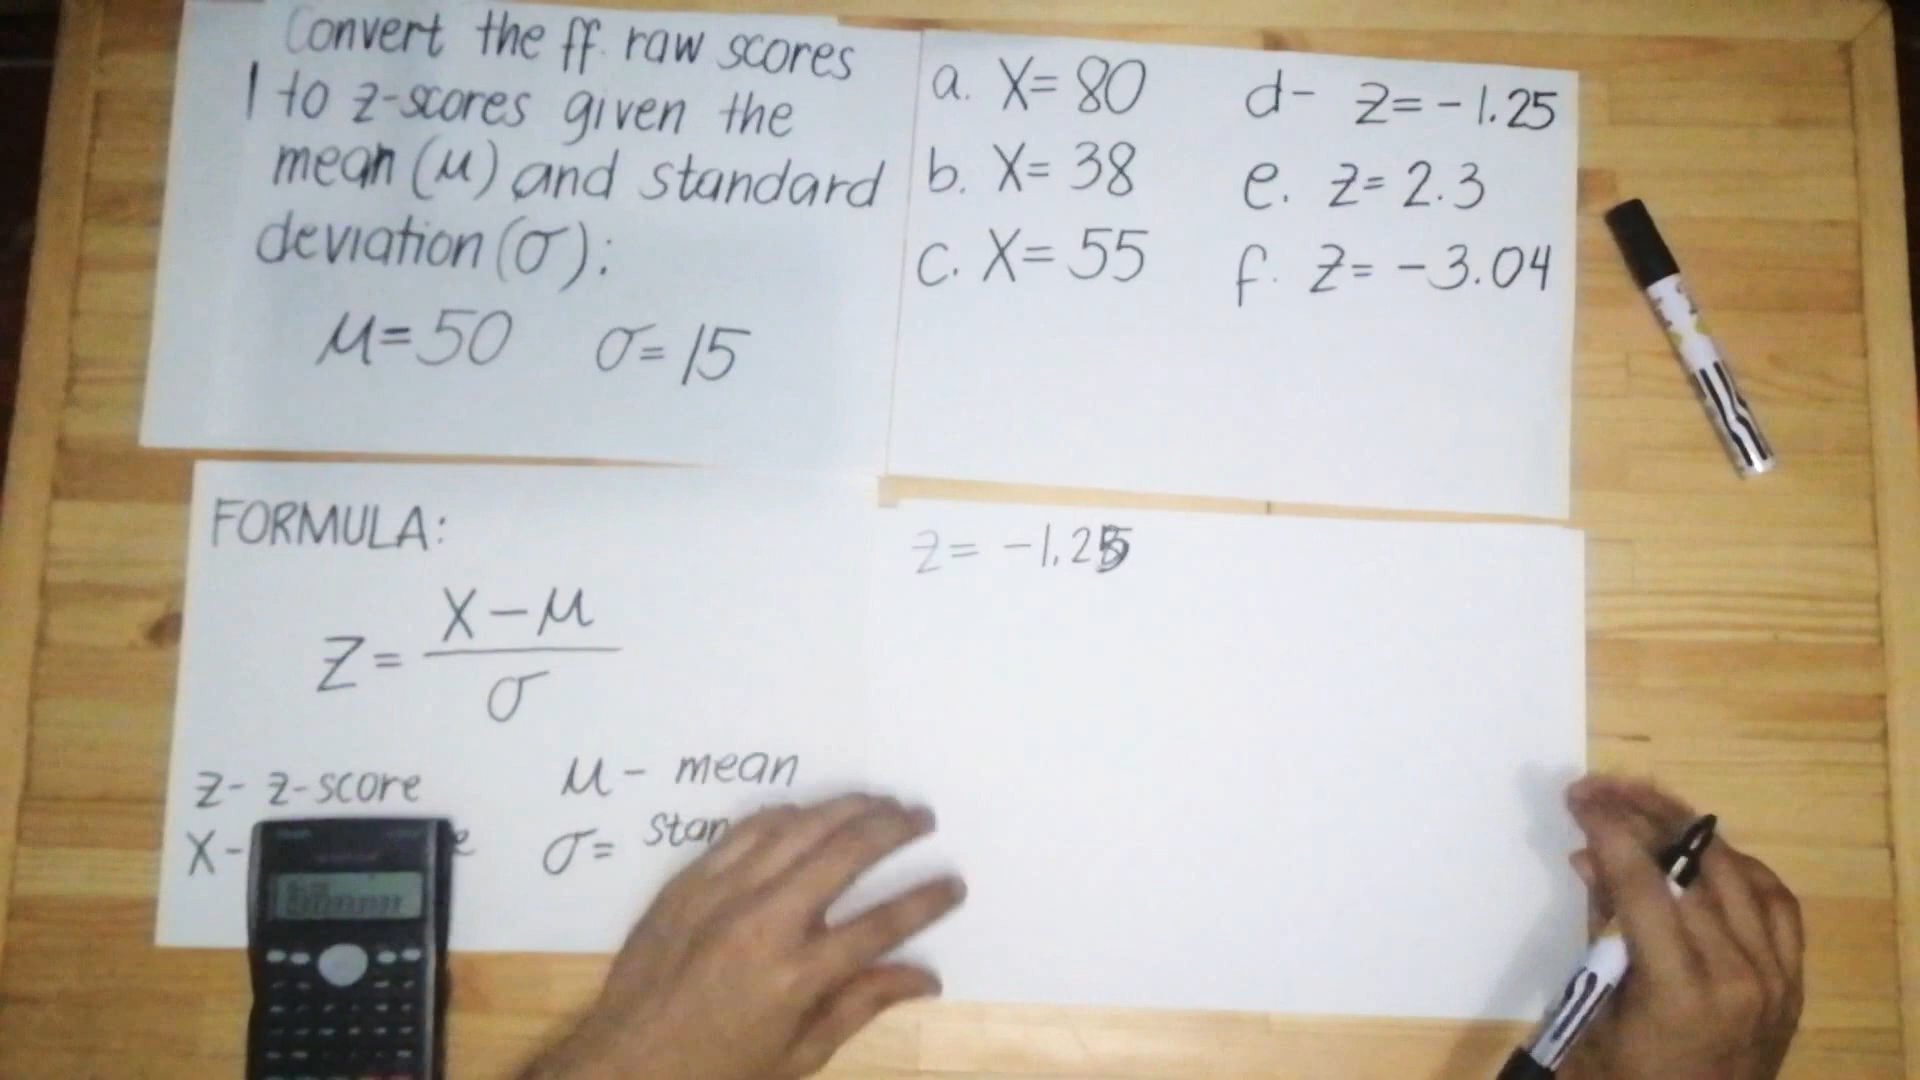 Convert the ff. raw scores
to z-scores given the
mean (μ) and standard
deviation (σ):
μ = 50 σ = 15
a. X = 80
b. X = 38
c. X = 55
d- z = -1.25
e. z = 2.3
f. z = -3.04
FORMULA:
Z = X - μ
σ
z- z-score
X-
μ - mean
σ =
z = -1.25